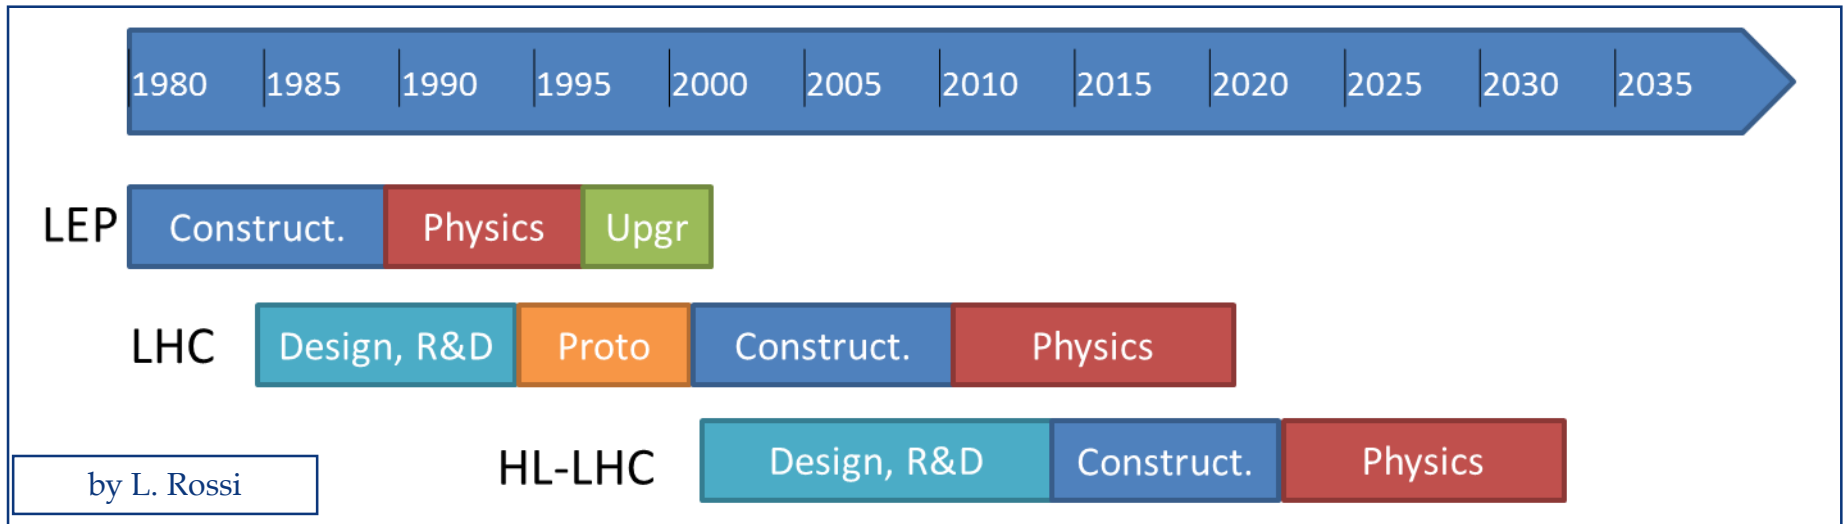 1980 1985 1990 1995 2000 2005 2010 2015 2020 2025 2030 2035
LEP Construct. Physics Upgr
LHC Design, R&D Proto Construct. Physics
HL-LHC Design, R&D Construct. Physics
by L. Rossi